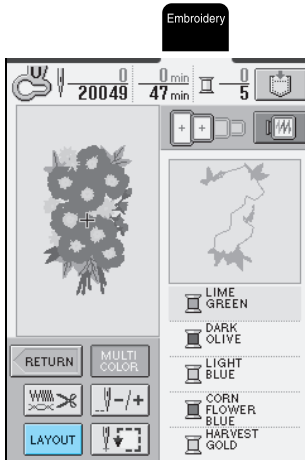 Embroidery
U
0
20049
0 min
47 min
0
5
LIME
GREEN
DARK
OLIVE
LIGHT
BLUE
CORN
FLOWER
BLUE
HARVEST
GOLD
RETURN
MULTI
COLOR
-/+
LAYOUT